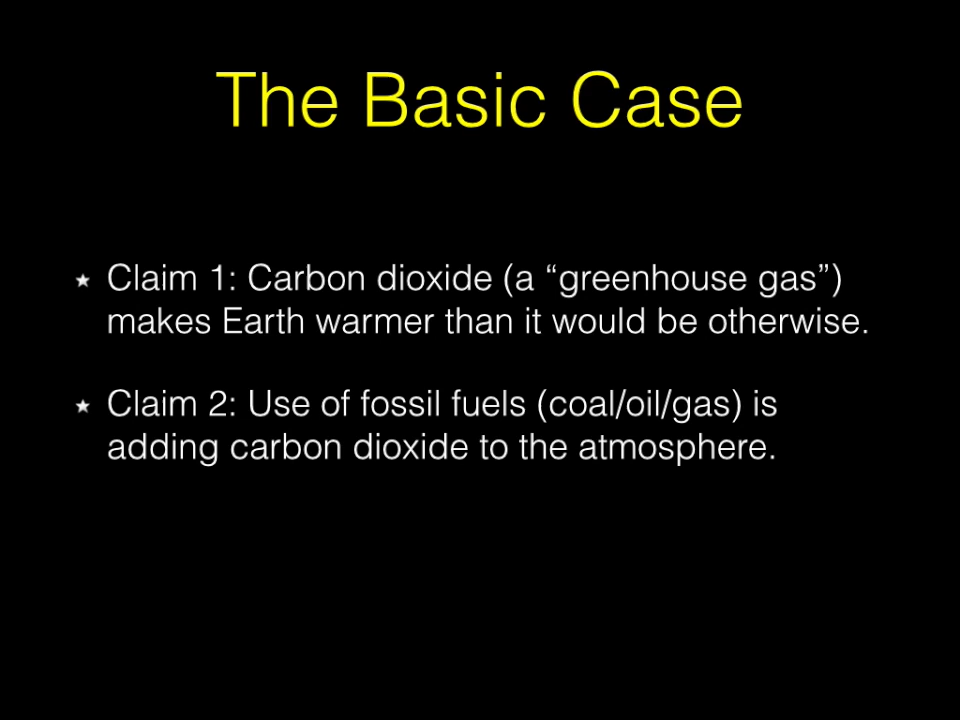 The Basic Case
★ Claim 1: Carbon dioxide (a “greenhouse gas”)
makes Earth warmer than it would be otherwise.
★ Claim 2: Use of fossil fuels (coal/oil/gas) is
adding carbon dioxide to the atmosphere.